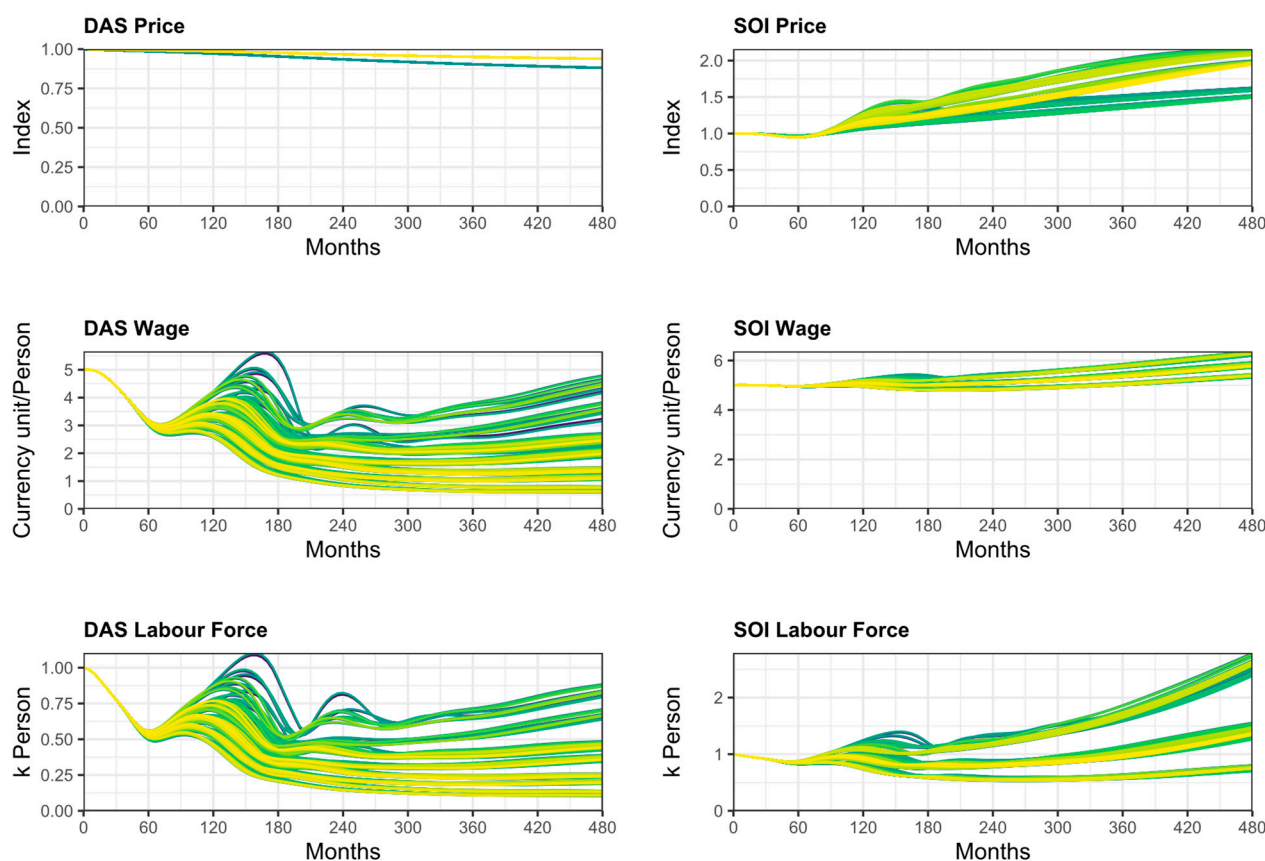 DAS Price
1.00
0.75
0.50
0.25
0.00
Index
0 60 120 180 240 300 360 420 480
Months
SOI Price
2.0
1.5
1.0
0.5
0.0
Index
0 60 120 180 240 300 360 420 480
Months
DAS Wage
5
4
3
2
1
0
Currency unit/Person
0 60 120 180 240 300 360 420 480
Months
SOI Wage
6
4
2
0
Currency unit/Person
0 60 120 180 240 300 360 420 480
Months
DAS Labour Force
1.00
0.75
0.50
0.25
0.00
k Person
0 60 120 180 240 300 360 420 480
Months
SOI Labour Force
2
1
0
k Person
0 60 120 180 240 300 360 420 480
Months